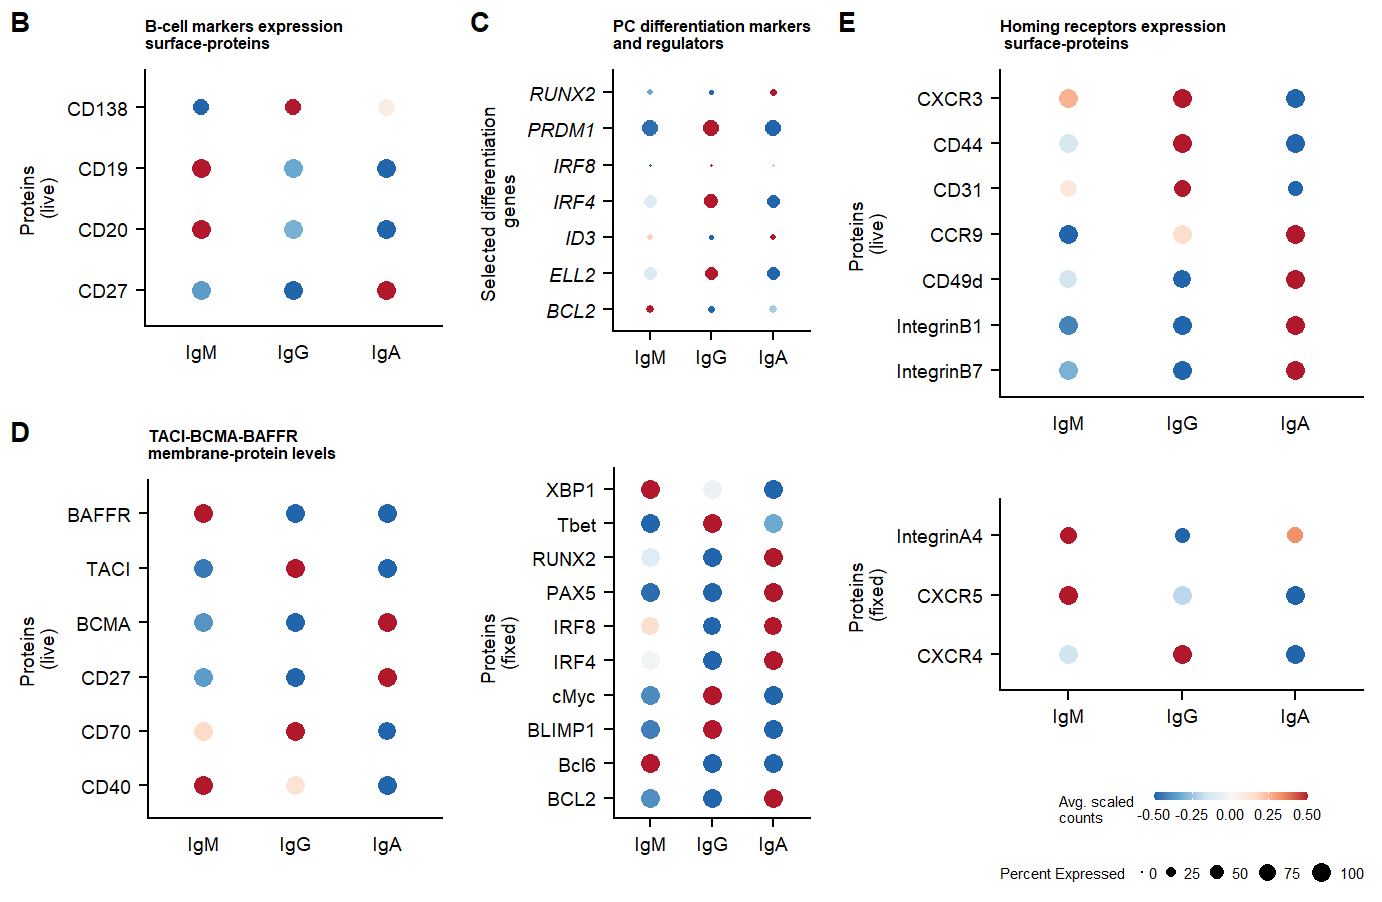 B
B-cell markers expression
surface-proteins
Proteins
(live)
CD138
CD19
CD20
CD27
IgM IgG IgA
C
PC differentiation markers
and regulators
Selected differentiation
genes
RUNX2
PRDM1
IRF8
IRF4
ID3
ELL2
BCL2
IgM IgG IgA
E
Homing receptors expression
surface-proteins
Proteins
(live)
CXCR3
CD44
CD31
CCR9
CD49d
IntegrinB1
IntegrinB7
IgM IgG IgA
D
TACI-BCMA-BAFFR
membrane-protein levels
Proteins
(live)
BAFFR
TACI
BCMA
CD27
CD70
CD40
IgM IgG IgA
Proteins
(fixed)
XBP1
Tbet
RUNX2
PAX5
IRF8
IRF4
cMyc
BLIMP1
Bcl6
BCL2
IgM IgG IgA
Proteins
(fixed)
IntegrinA4
CXCR5
CXCR4
IgM IgG IgA
Avg. scaled
counts
-0.50 -0.25 0.00 0.25 0.50
Percent Expressed 0 25 50 75 100